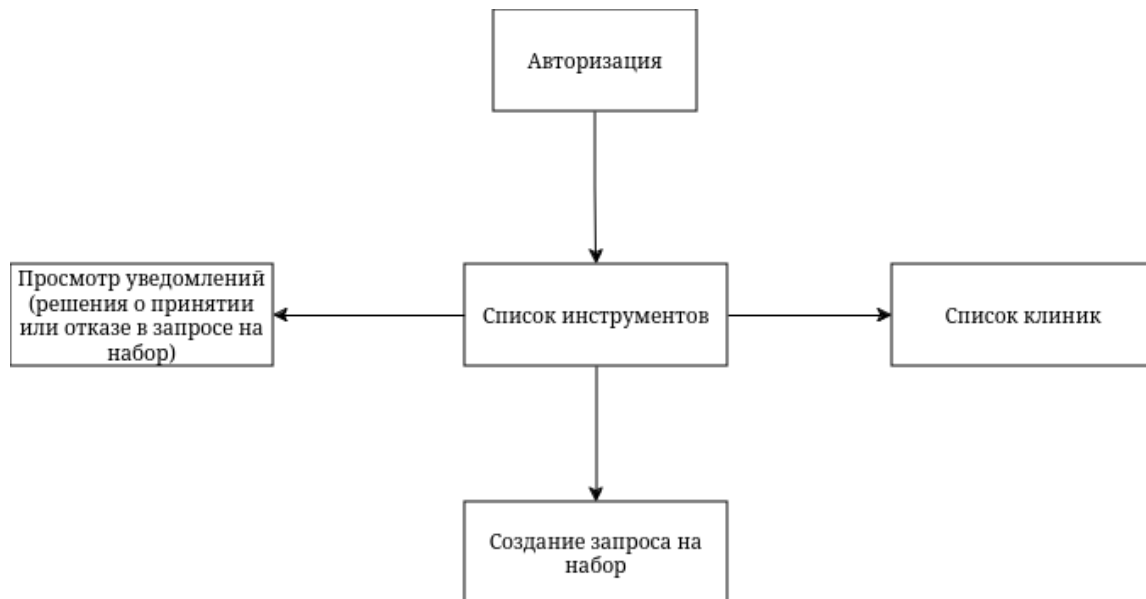 Авторизация
Просмотр уведомлений
(решения о принятии
или отказе в запросе на
набор)
Список инструментов
Список клиник
Создание запроса на
набор